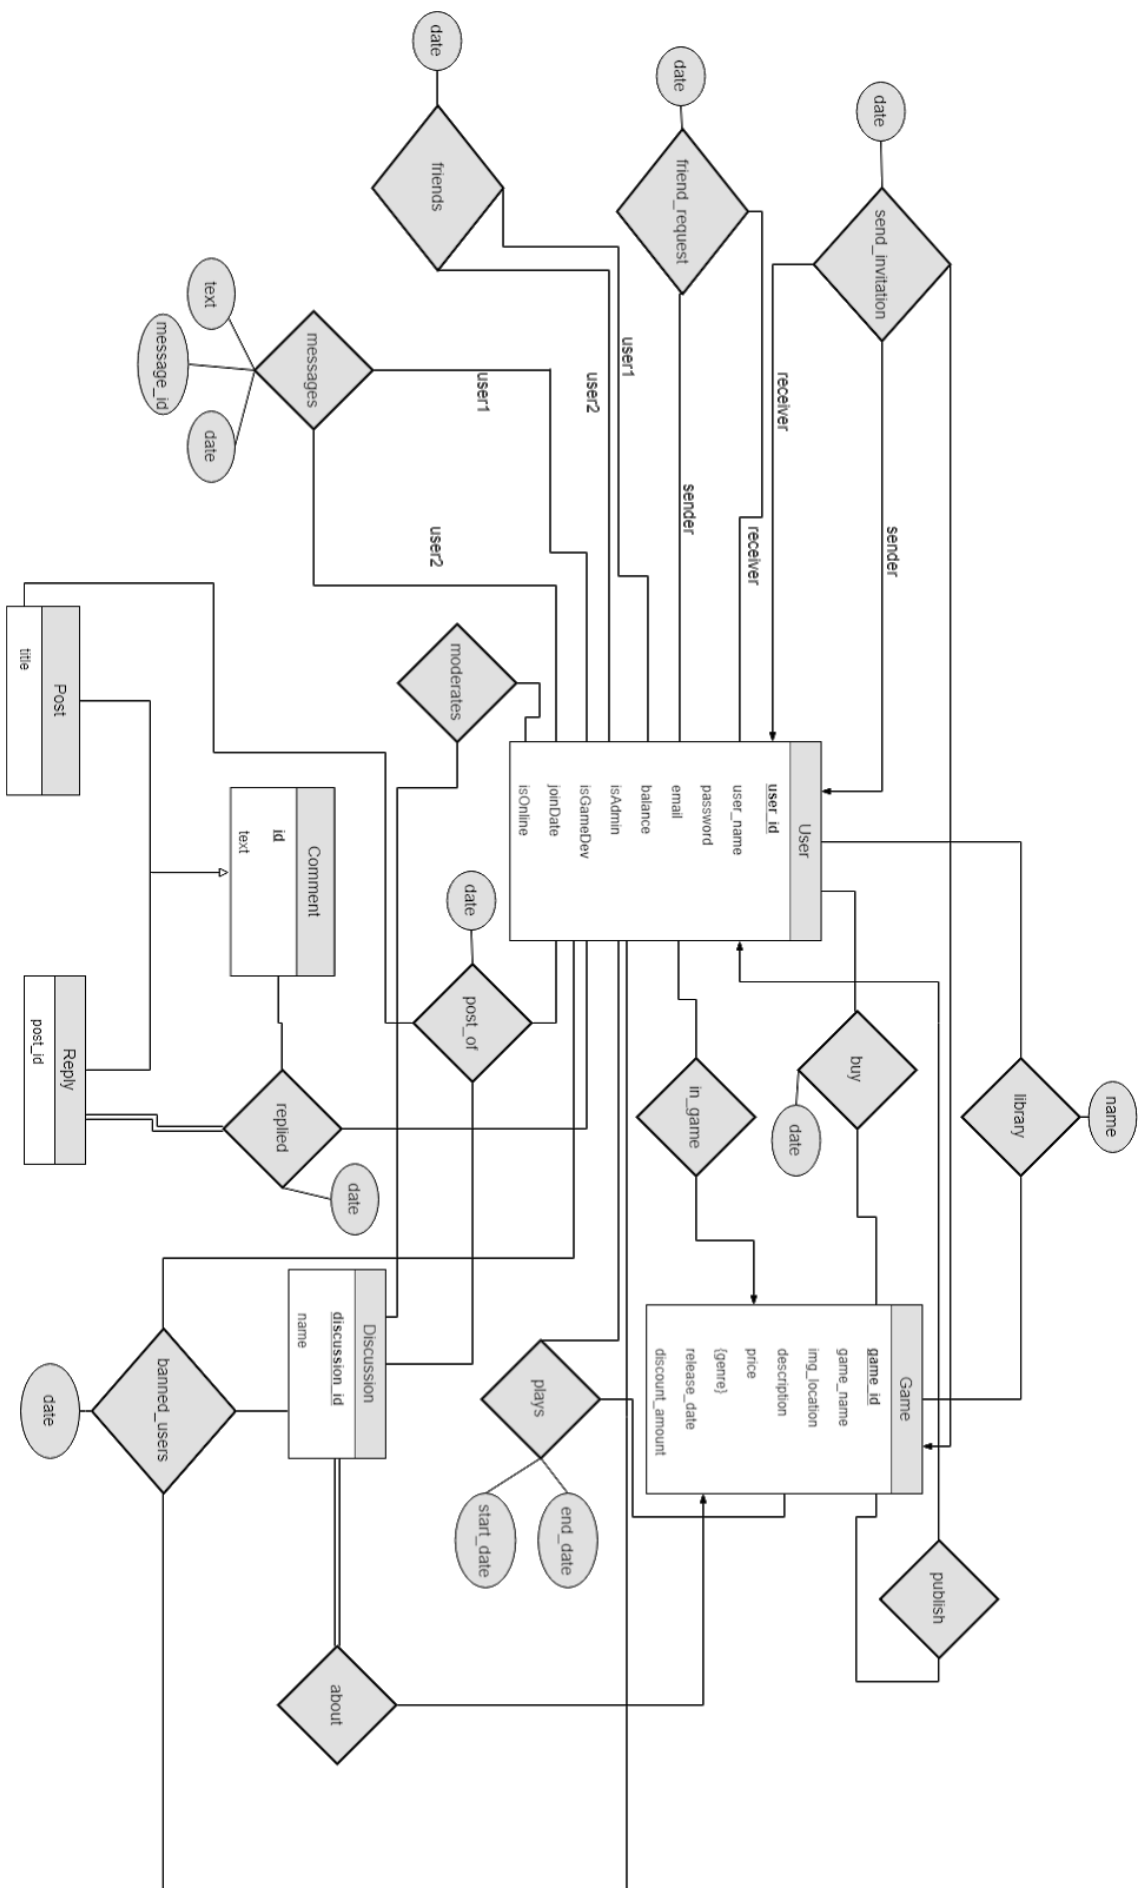 date
friends
date
friend_request
date
send_invitation
text
message_id
date
messages
user1
user2
user1
user2
sender
receiver
receiver
sender
moderates
User
user_id
user_name
password
email
balance
isAdmin
isGameDev
joinDate
isOnline
Post
title
Comment
id
text
Reply
post_id
date
post_of
replied
date
in_game
buy
date
library
name
Game
game_id
game_name
img_location
description
price
{genre}
release_date
discount_amount
Discussion
discussion_id
name
banned_users
date
plays
start_date
end_date
publish
about